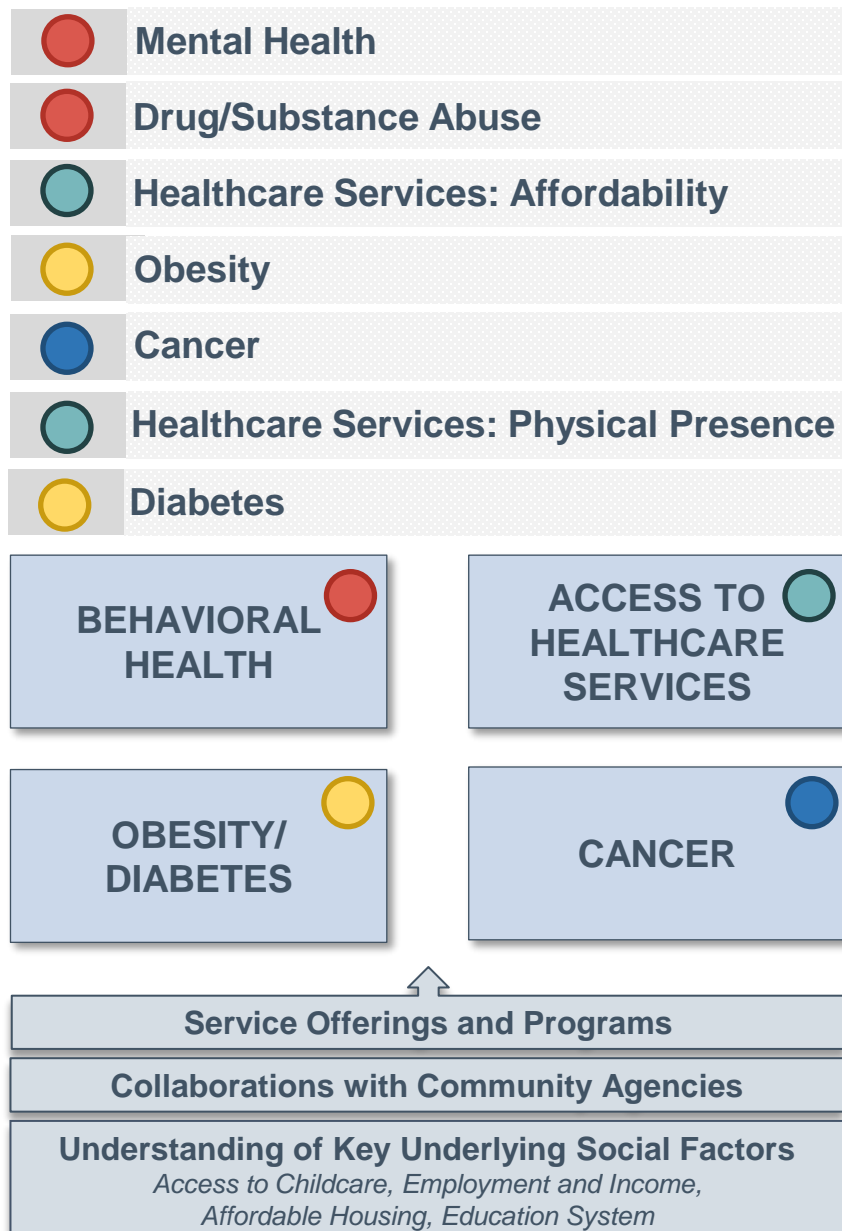 Mental Health
Drug/Substance Abuse
Healthcare Services: Affordability
Obesity
Cancer
Healthcare Services: Physical Presence
Diabetes
BEHAVIORAL
HEALTH
ACCESS TO
HEALTHCARE
SERVICES
OBESITY/
DIABETES
CANCER
Service Offerings and Programs
Collaborations with Community Agencies
Understanding of Key Underlying Social Factors
Access to Childcare, Employment and Income,
Affordable Housing, Education System